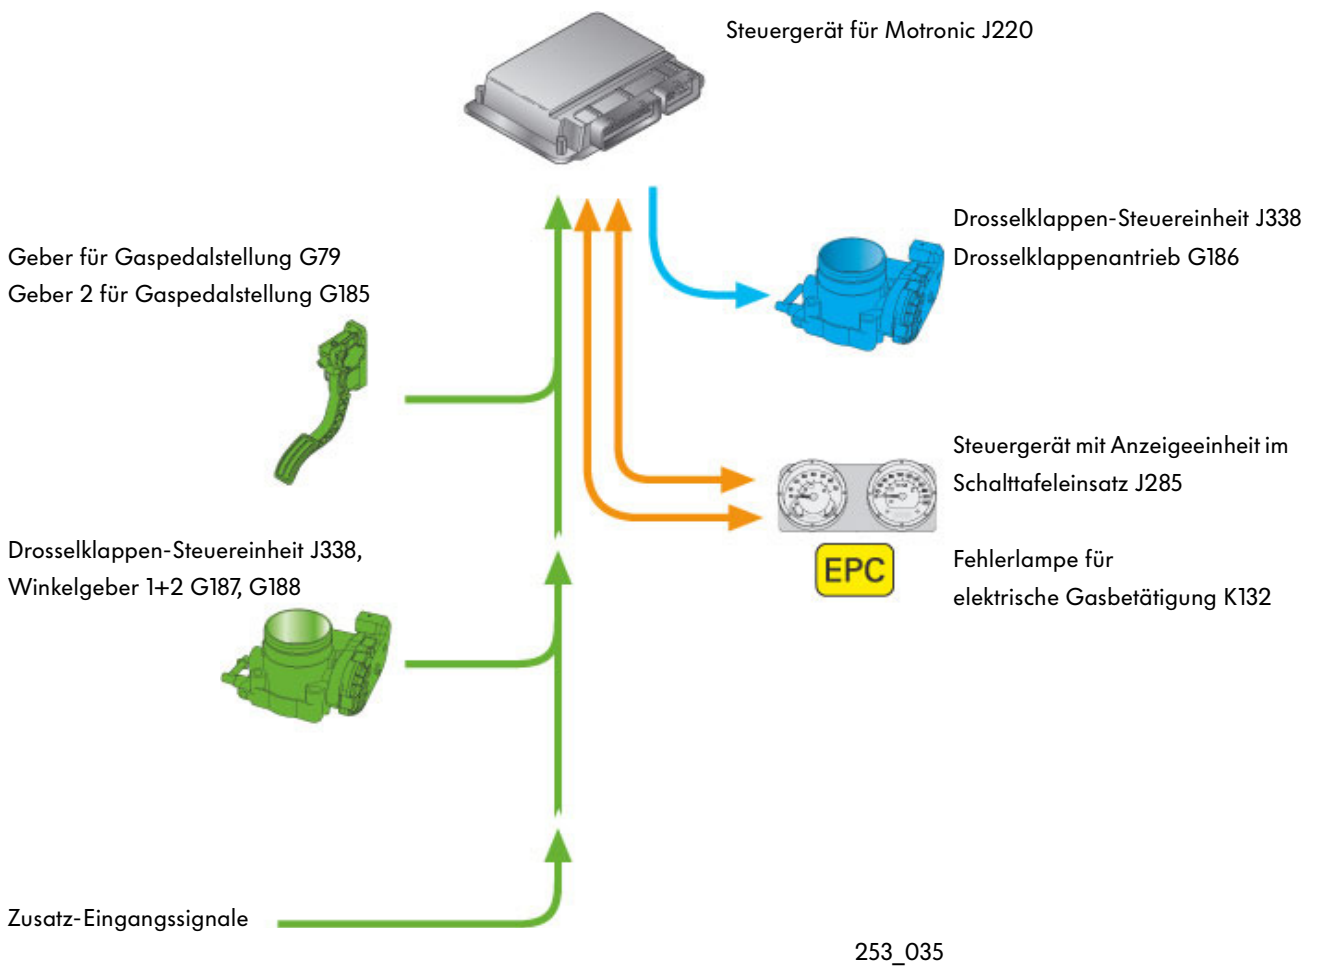 Steuergerät für Motronic J220
Drosselklappen-Steuereinheit J338
Drosselklappenantrieb G186
Geber für Gaspedalstellung G79
Geber 2 für Gaspedalstellung G185
Steuergerät mit Anzeigeeinheit im
Schalttafeleinsatz J285
EPC
Fehlerlampe für
elektrische Gasbetätigung K132
Drosselklappen-Steuereinheit J338,
Winkelgeber 1+2 G187, G188
Zusatz-Eingangssignale
253_035